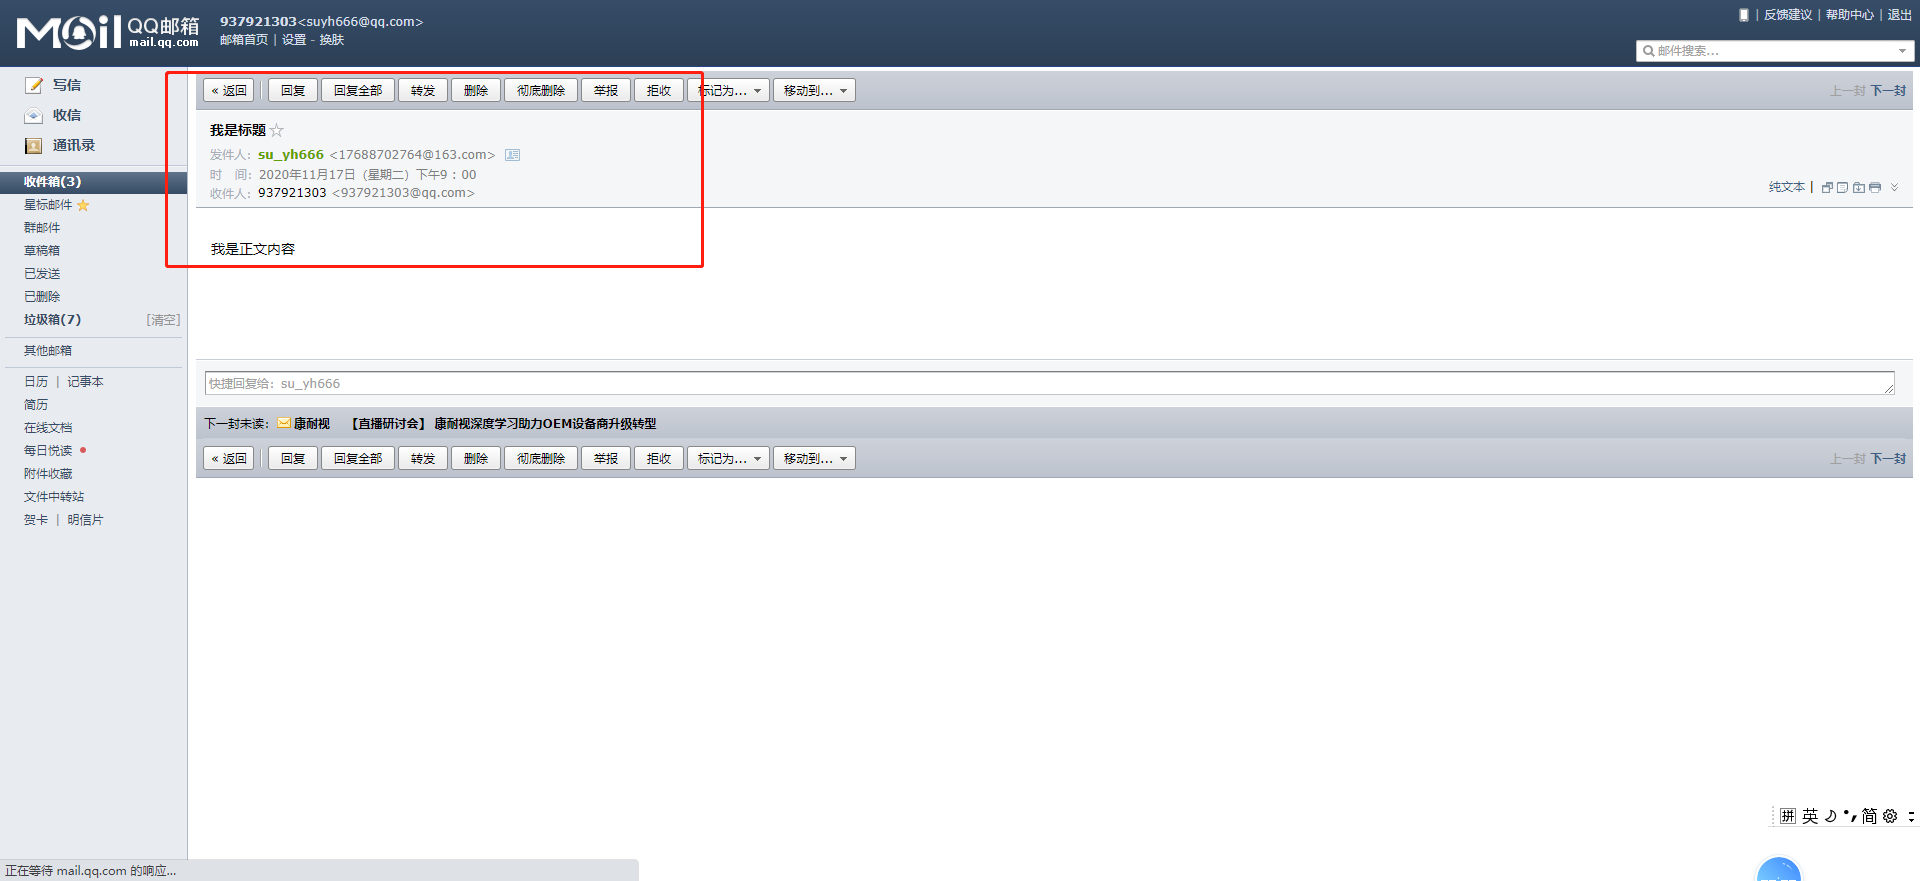 Mail QQ邮箱 mail.qq.com
937921303<suyh666@qq.com>
邮箱首页 | 设置 - 换肤
| 反馈建议 | 帮助中心 | 退出
邮件搜索...
写信
收信
通讯录
收件箱(3)
星标邮件
群邮件
草稿箱
已发送
已删除
垃圾箱(7) [清空]
其他邮箱
日历 | 记事本
简历
在线文档
每日悦读
附件收藏
文件中转站
贺卡 | 明信片
« 返回 回复 回复全部 转发 删除 彻底删除 举报 拒收 标记为... 移动到... 上一封 下一封
我是标题
发件人： su_yh666 <17688702764@163.com>
时 间： 2020年11月17日（星期二）下午9：00
收件人： 937921303 <937921303@qq.com>
纯文本 |
我是正文内容
快捷回复给：su_yh666
下一封未读： 康耐视 【直播研讨会】 康耐视深度学习助力OEM设备商升级转型
« 返回 回复 回复全部 转发 删除 彻底删除 举报 拒收 标记为... 移动到... 上一封 下一封
拼 英 简
正在等待 mail.qq.com 的响应...